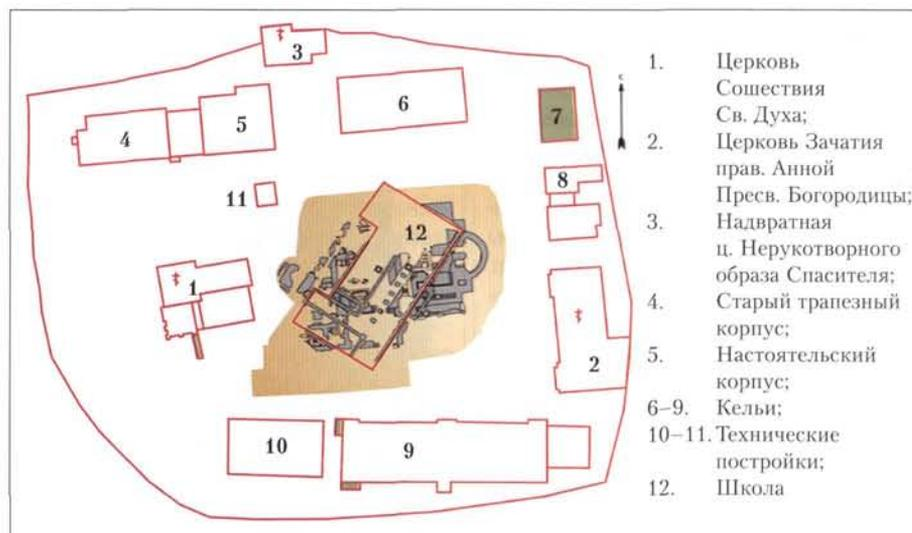 3
6
7
4
5
8
11
12
1
2
10
9
с
1. Церковь
Сошествия
Св. Духа;
2. Церковь Зачатия
прав. Анной
Пресв. Богородицы;
3. Надвратная
ц. Нерукотворного
образа Спасителя;
4. Старый трапезный
корпус;
5. Настоятельский
корпус;
6–9. Кельи;
10–11. Технические
постройки;
12. Школа